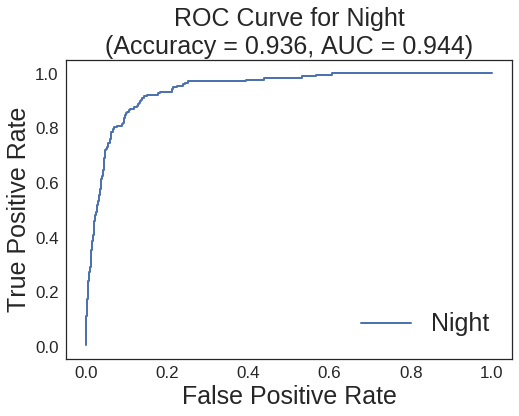 ROC Curve for Night
(Accuracy = 0.936, AUC = 0.944)
True Positive Rate
1.0
0.8
0.6
0.4
0.2
0.0
Night
0.0 0.2 0.4 0.6 0.8 1.0
False Positive Rate